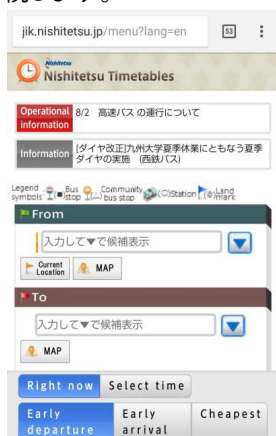 続さします。
jik.nishitetsu.jp/menu?lang=en
53
Nishitetsu
Nishitetsu Timetables
Operational information
8/2 高速バス の運行について
Information
[ダイヤ改正]九州大学夏季休業にともなう夏季
ダイヤの実施 (西鉄バス)
Legend symbols
(■)Bus stop
(—)Community bus stop
(○)Station
(◎)Land mark
From
入力して▼で候補表示
Current Location
MAP
To
入力して▼で候補表示
MAP
Right now
Select time
Early departure
Early arrival
Cheapest